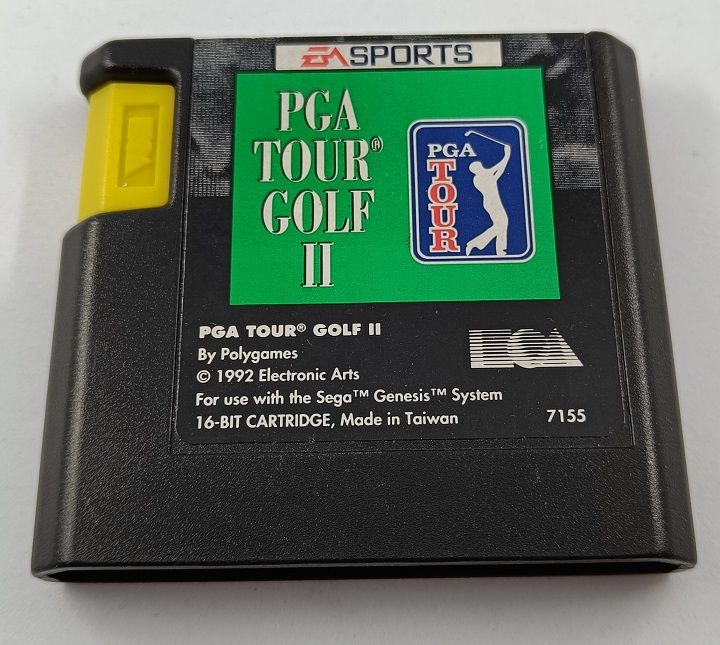 EA SPORTS
PGA
TOUR®
GOLF
II
PGA
TOUR
PGA TOUR® GOLF II
By Polygames
© 1992 Electronic Arts
For use with the Sega™ Genesis™ System
16-BIT CARTRIDGE, Made in Taiwan
7155
EOA